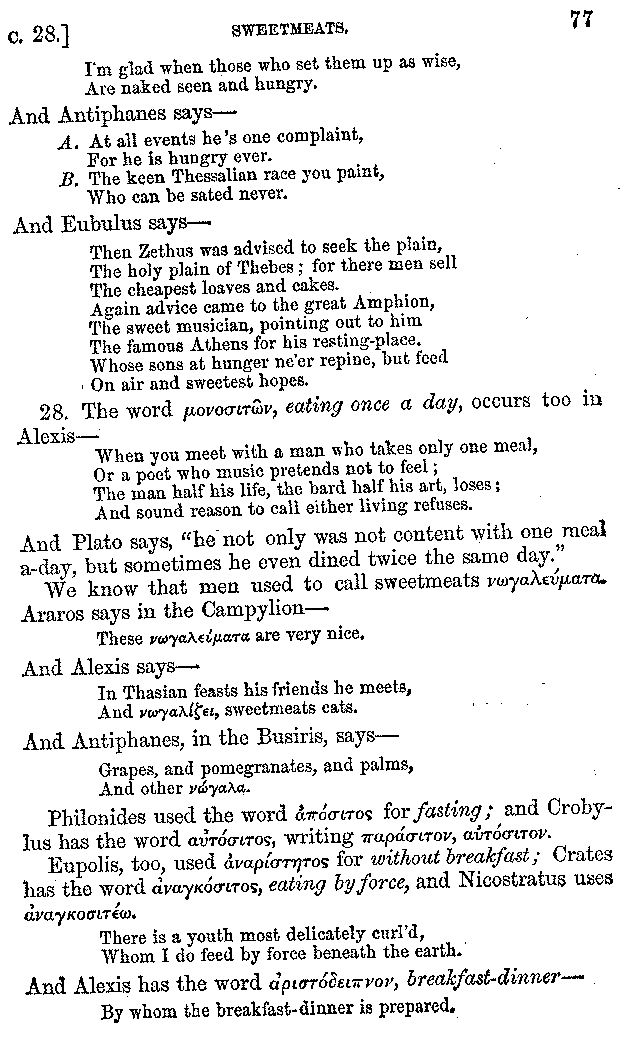 c. 28.] SWEETMEATS. 77
I'm glad when those who set them up as wise,
Are naked seen and hungry.
And Antiphanes says—
A. At all events he's one complaint,
For he is hungry ever.
B. The keen Thessalian race you paint,
Who can be sated never.
And Eubulus says—
Then Zethus was advised to seek the plain,
The holy plain of Thebes; for there men sell
The cheapest loaves and cakes.
Again advice came to the great Amphion,
The sweet musician, pointing out to him
The famous Athens for his resting-place.
Whose sons at hunger ne'er repine, but feed
On air and sweetest hopes.
28. The word μονοσιτῶν, eating once a day, occurs too in
Alexis—
When you meet with a man who takes only one meal,
Or a poet who music pretends not to feel;
The man half his life, the bard half his art, loses;
And sound reason to call either living refuses.
And Plato says, "he not only was not content with one meal
a-day, but sometimes he even dined twice the same day."
We know that men used to call sweetmeats νωγαλεύματα.
Araros says in the Campylion—
These νωγαλεύματα are very nice.
And Alexis says—
In Thasian feasts his friends he meets,
And νωγαλίζει, sweetmeats eats.
And Antiphanes, in the Busiris, says—
Grapes, and pomegranates, and palms,
And other νώγαλα.
Philonides used the word ἀπόσιτος for fasting; and Croby-
lus has the word αὐτόσιτος, writing παράσιτον, αὐτόσιτον.
Eupolis, too, used ἀναρίστητος for without breakfast; Crates
has the word ἀναγκόσιτος, eating by force, and Nicostratus uses
ἀναγκοσιτέω.
There is a youth most delicately curl'd,
Whom I do feed by force beneath the earth.
And Alexis has the word ἀριστόδειπνον, breakfast-dinner—
By whom the breakfast-dinner is prepared.